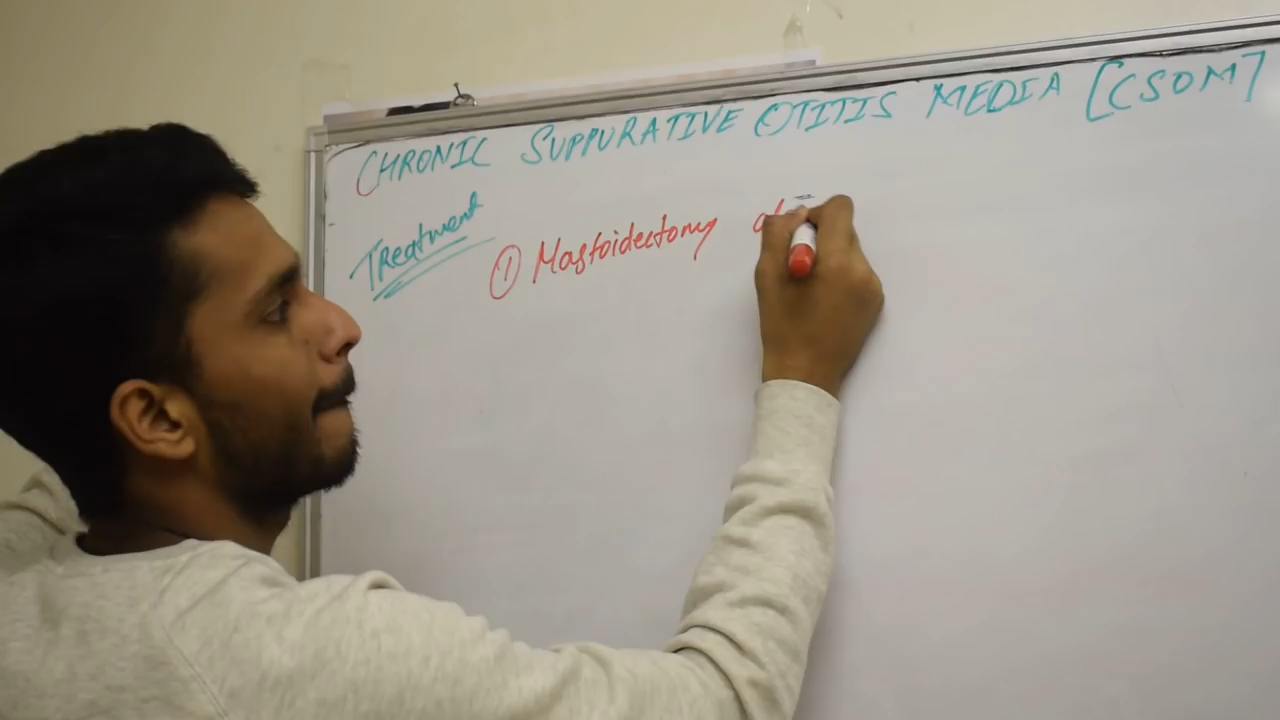 CHRONIC SUPPURATIVE OTITIS MEDIA [CSOM]
Treatment
① Mastoidectomy